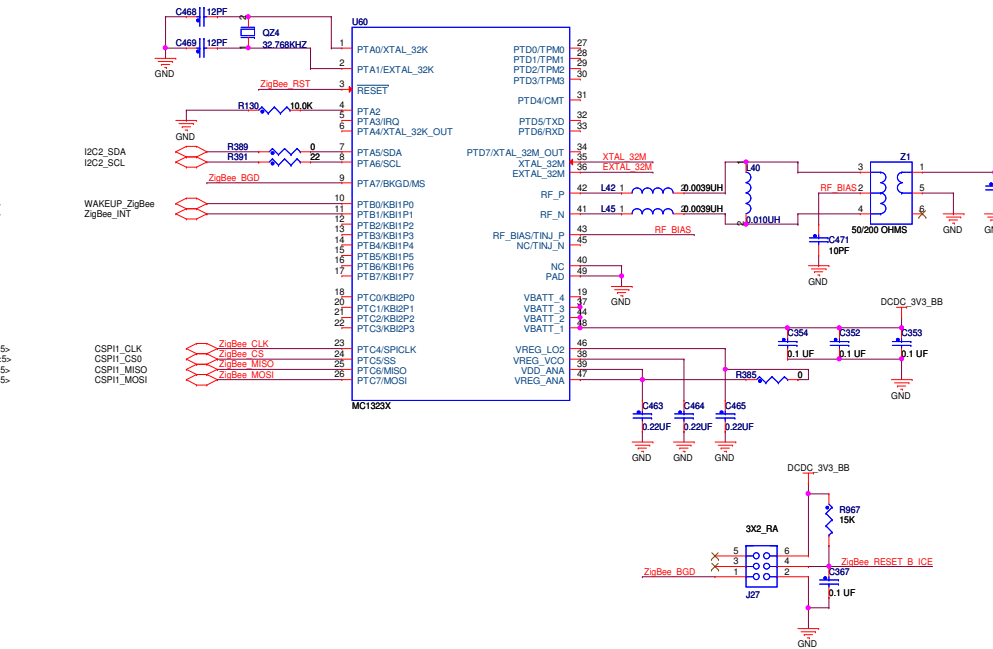 C468 12PF
QZ4
32.768KHZ
C469 12PF
GND
U60
1 PTA0/XTAL_32K
2 PTA1/EXTAL_32K
ZigBee_RST 3 RESET
R130 10.0K 4 PTA2
5 PTA3/IRQ
6 PTA4/XTAL_32K_OUT
GND
I2C2_SDA R389 0 7 PTA5/SDA
I2C2_SCL R391 22 8 PTA6/SCL
ZigBee_BGD 9 PTA7/BKGD/MS
WAKEUP_ZigBee 10 PTB0/KBI1P0
ZigBee_INT 11 PTB1/KBI1P1
12 PTB2/KBI1P2
13 PTB3/KBI1P3
14 PTB4/KBI1P4
15 PTB5/KBI1P5
16 PTB6/KBI1P6
17 PTB7/KBI1P7
18 PTC0/KBI2P0
20 PTC1/KBI2P1
21 PTC2/KBI2P2
22 PTC3/KBI2P3
5> CSPI1_CLK ZigBee_CLK 23 PTC4/SPICLK
:5> CSPI1_CS0 ZigBee_CS 24 PTC5/SS
5> CSPI1_MISO ZigBee_MISO 25 PTC6/MISO
5> CSPI1_MOSI ZigBee_MOSI 26 PTC7/MOSI
MC1323X
PTD0/TPM0 27
PTD1/TPM1 28
PTD2/TPM2 29
PTD3/TPM3 30
PTD4/CMT 31
PTD5/TXD 32
PTD6/RXD 33
PTD7/XTAL_32M_OUT 34
XTAL_32M 35 XTAL_32M
EXTAL_32M 36 EXTAL_32M
RF_P 42 L42 1 2 0.0039UH
RF_N 41 L45 1 2 0.0039UH
RF_BIAS/TINJ_P 43 RF_BIAS
NC/TINJ_N 45
NC 40
PAD 49
GND
VBATT_4 19
VBATT_3 37
VBATT_2 44
VBATT_1 48
VREG_LO2 46
VREG_VCO 38
VDD_ANA 39
VREG_ANA 47
1 L40
2 0.010UH
Z1
3 1
RF_BIAS 2 5
4 6
50/200 OHMS
C471
10PF
GND
GND
GN
DCDC_3V3_BB
C354 C352 C353
0.1 UF 0.1 UF 0.1 UF
GND
R385 0
C463 C464 C465
0.22UF 0.22UF 0.22UF
GND GND GND
DCDC_3V3_BB
R967
15K
3X2_RA
5 6
3 4 ZigBee_RESET_B_ICE
ZigBee_BGD 1 2
J27
C367
0.1 UF
GND